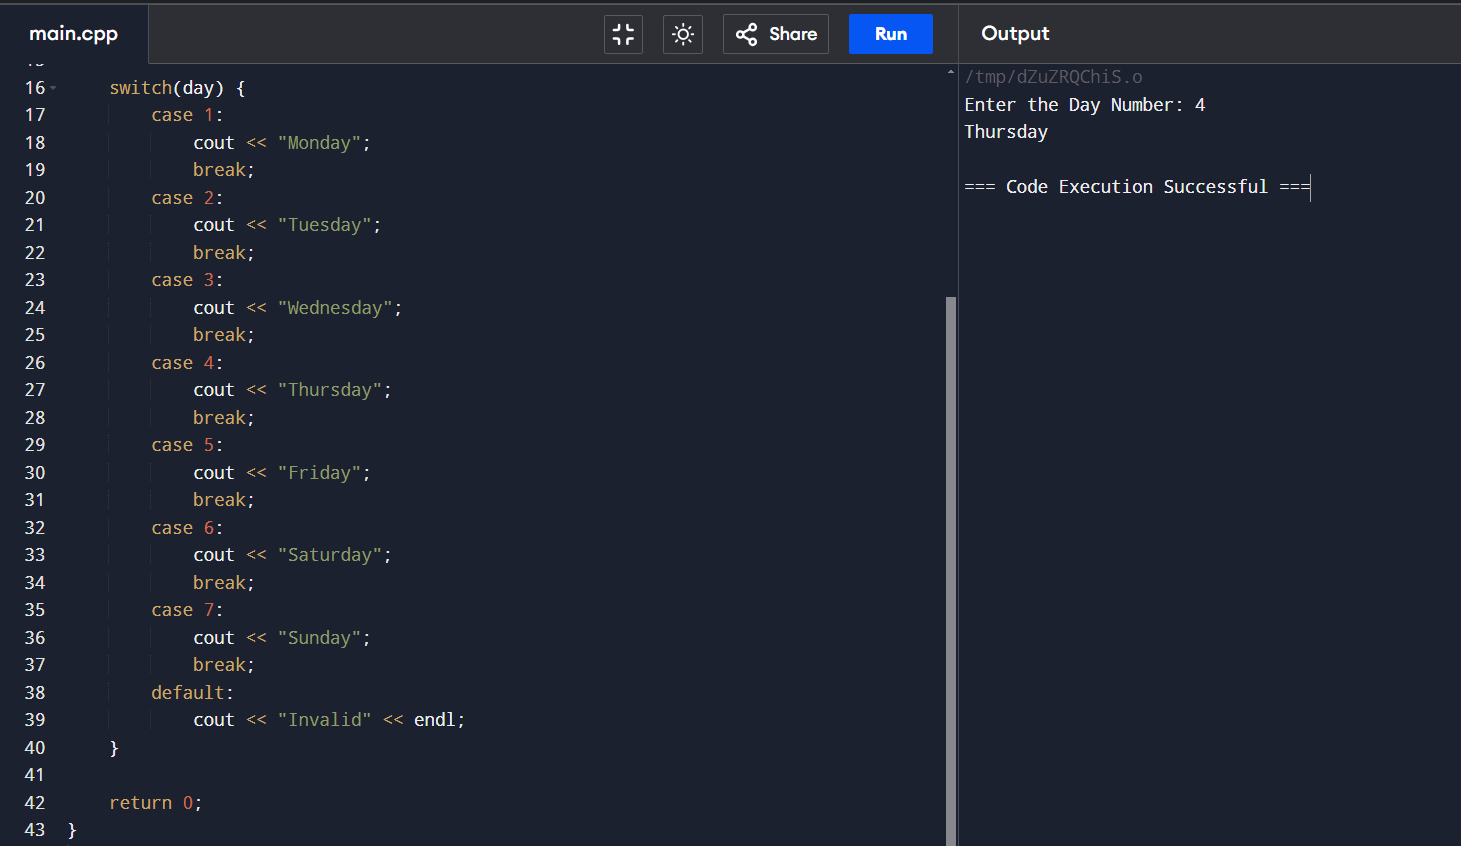 main.cpp
Share
Run
Output
16 switch(day) {
17 case 1:
18 cout << "Monday";
19 break;
20 case 2:
21 cout << "Tuesday";
22 break;
23 case 3:
24 cout << "Wednesday";
25 break;
26 case 4:
27 cout << "Thursday";
28 break;
29 case 5:
30 cout << "Friday";
31 break;
32 case 6:
33 cout << "Saturday";
34 break;
35 case 7:
36 cout << "Sunday";
37 break;
38 default:
39 cout << "Invalid" << endl;
40 }
41
42 return 0;
43 }
/tmp/dZuZRQChiS.o
Enter the Day Number: 4
Thursday
=== Code Execution Successful ===